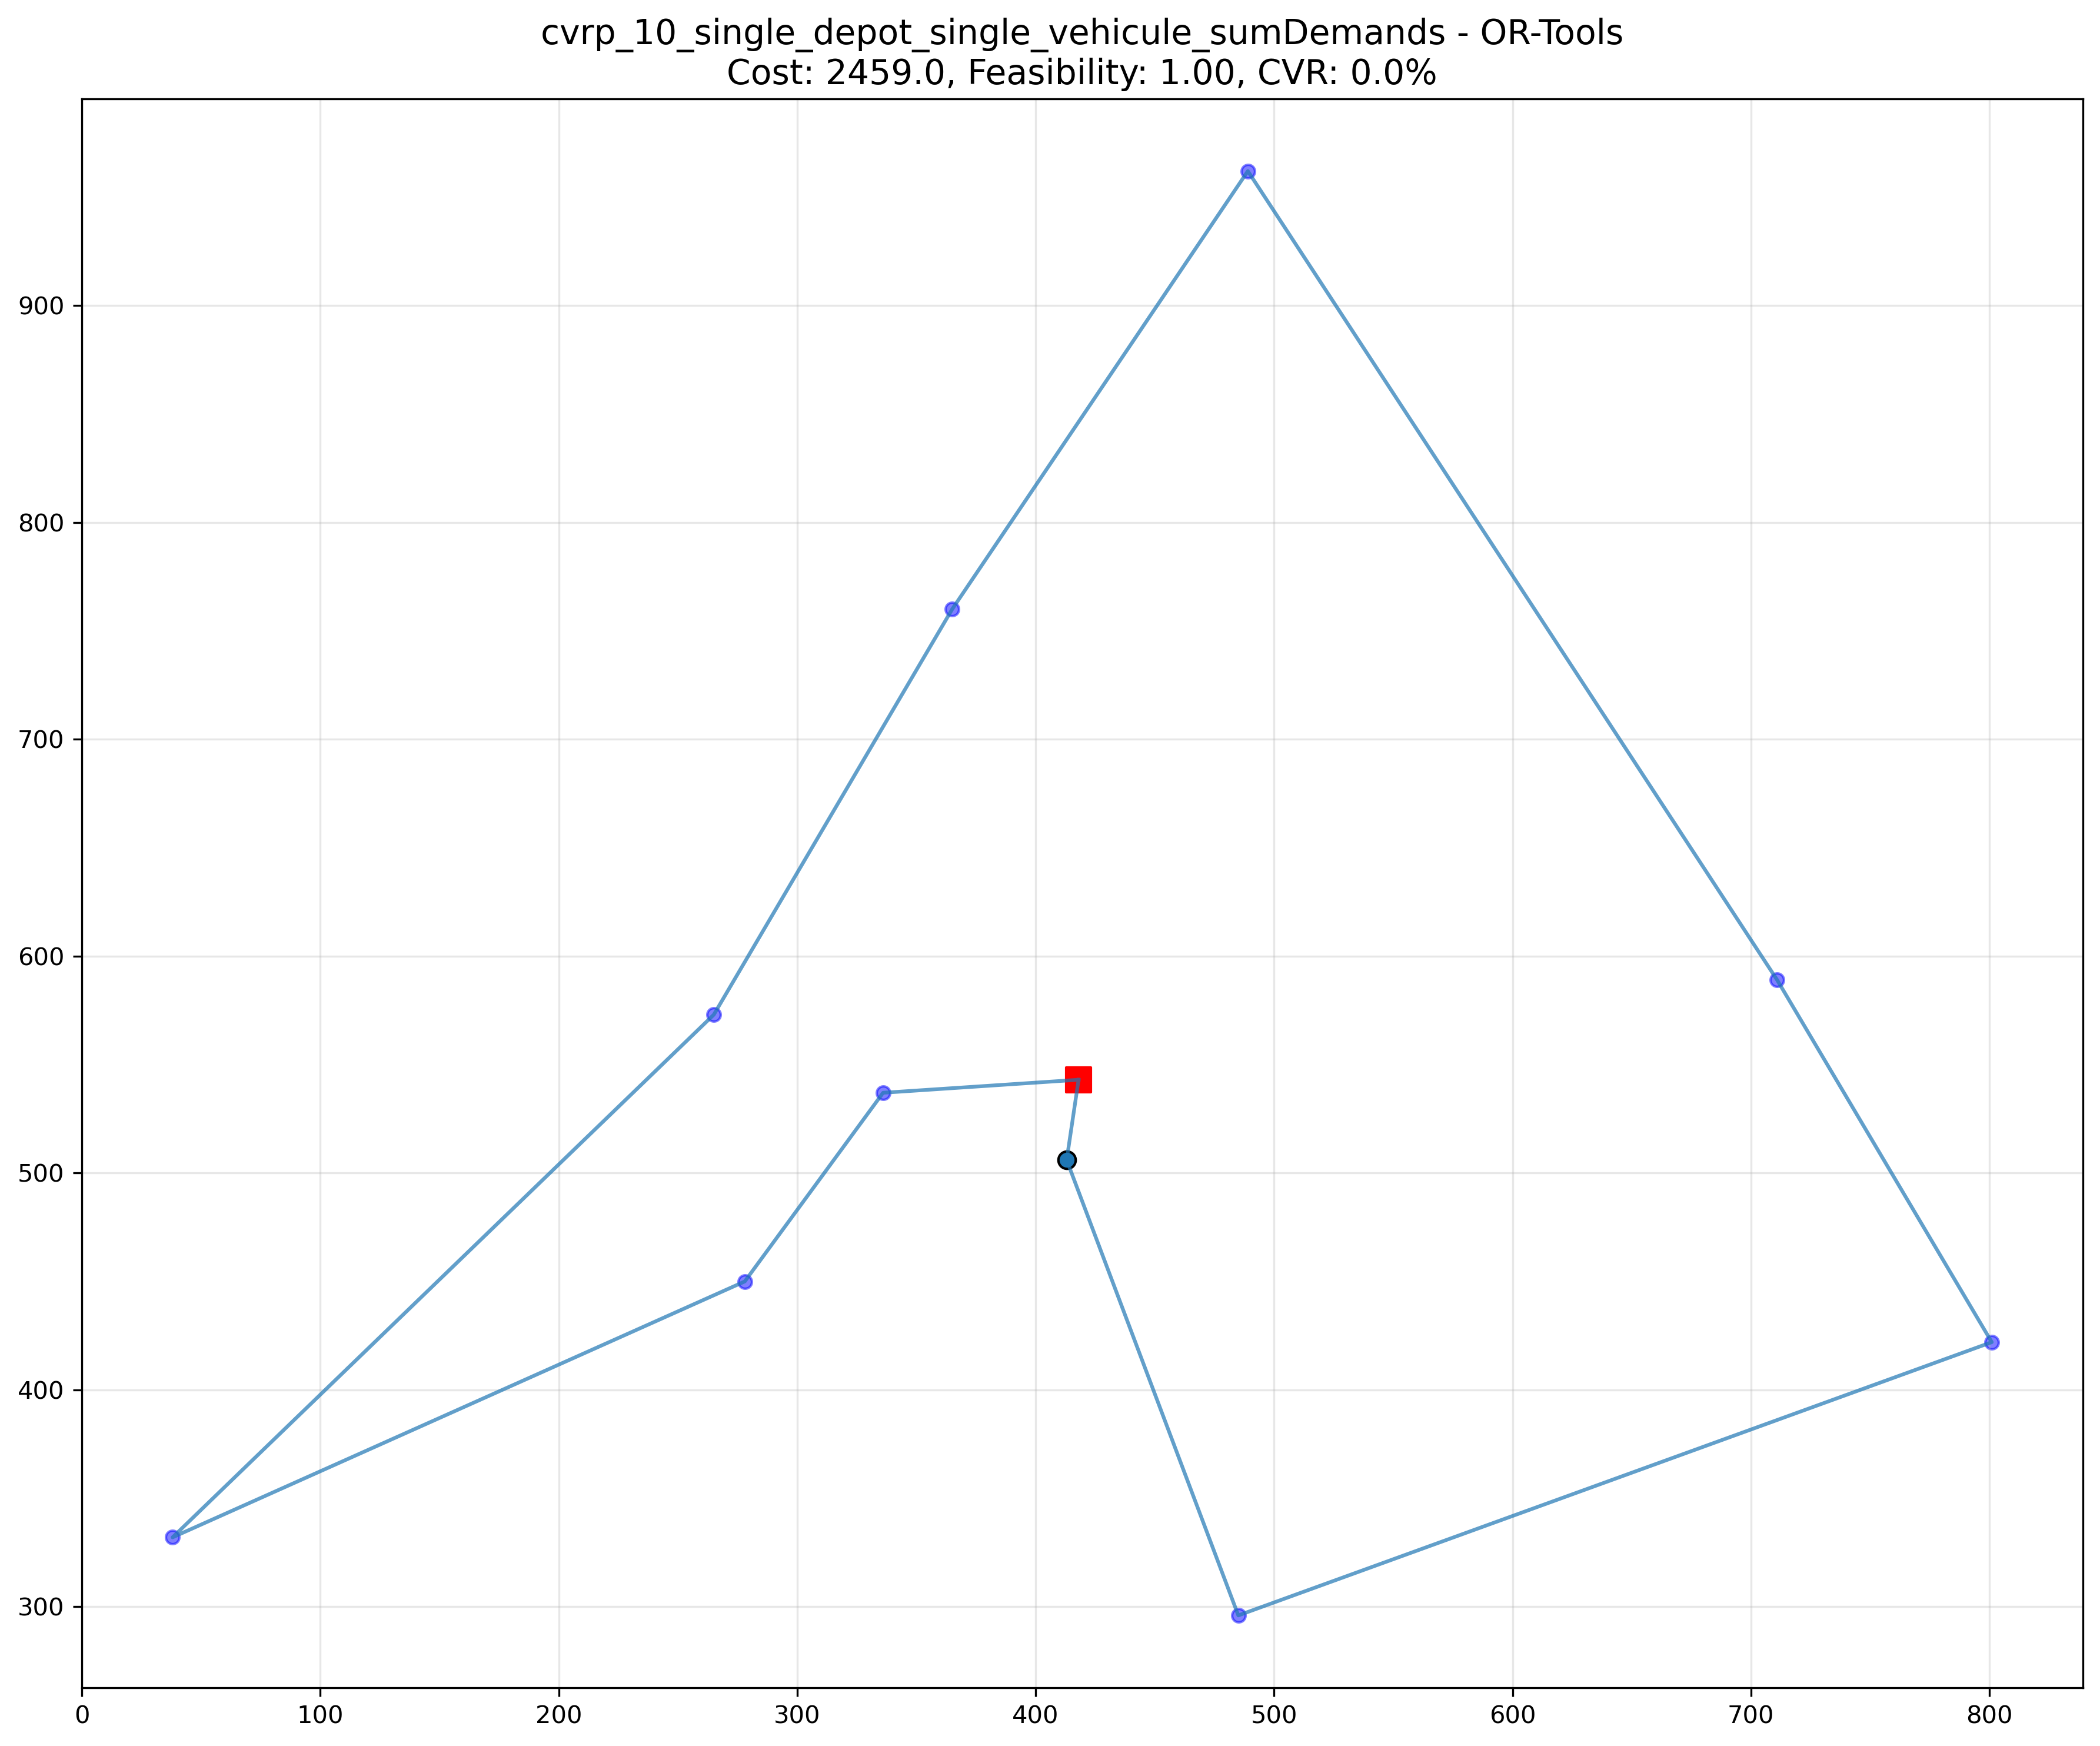 cvrp_10_single_depot_single_vehicule_sumDemands - OR-Tools
Cost: 2459.0, Feasibility: 1.00, CVR: 0.0%
900
800
700
600
500
400
300
0 100 200 300 400 500 600 700 800